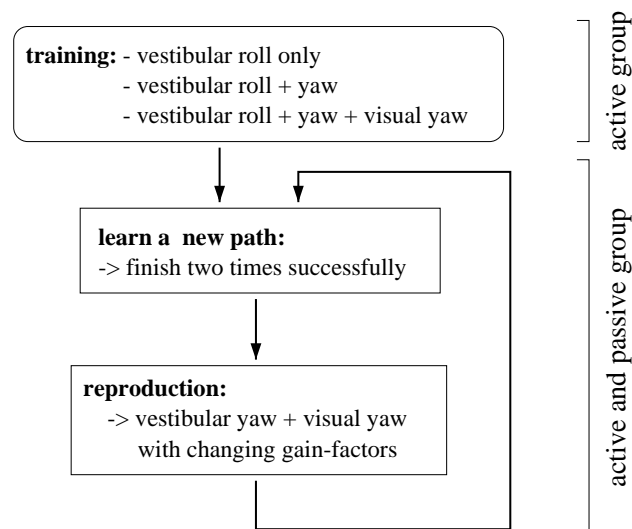 training: - vestibular roll only
- vestibular roll + yaw
- vestibular roll + yaw + visual yaw
active group
learn a new path:
-> finish two times successfully
reproduction:
-> vestibular yaw + visual yaw
with changing gain-factors
active and passive group